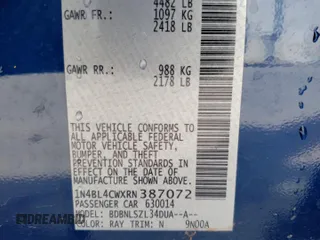 4482 LB
GAWR FR.: 1097 KG
2418 LB
GAWR RR.: 988 KG
2178 LB
THIS VEHICLE CONFORMS TO
ALL APPLICABLE FEDERAL
MOTOR VEHICLE SAFETY,
BUMPER, AND THEFT
PREVENTION STANDARDS IN
EFFECT ON THE DATE OF
MANUFACTURE SHOWN ABOVE.
1N4BL4CWXRN387072
PASSENGER CAR 630014
MODEL: BDBNLSZL34DUA--A--
COLOR: RAY TRIM: N 9N00A